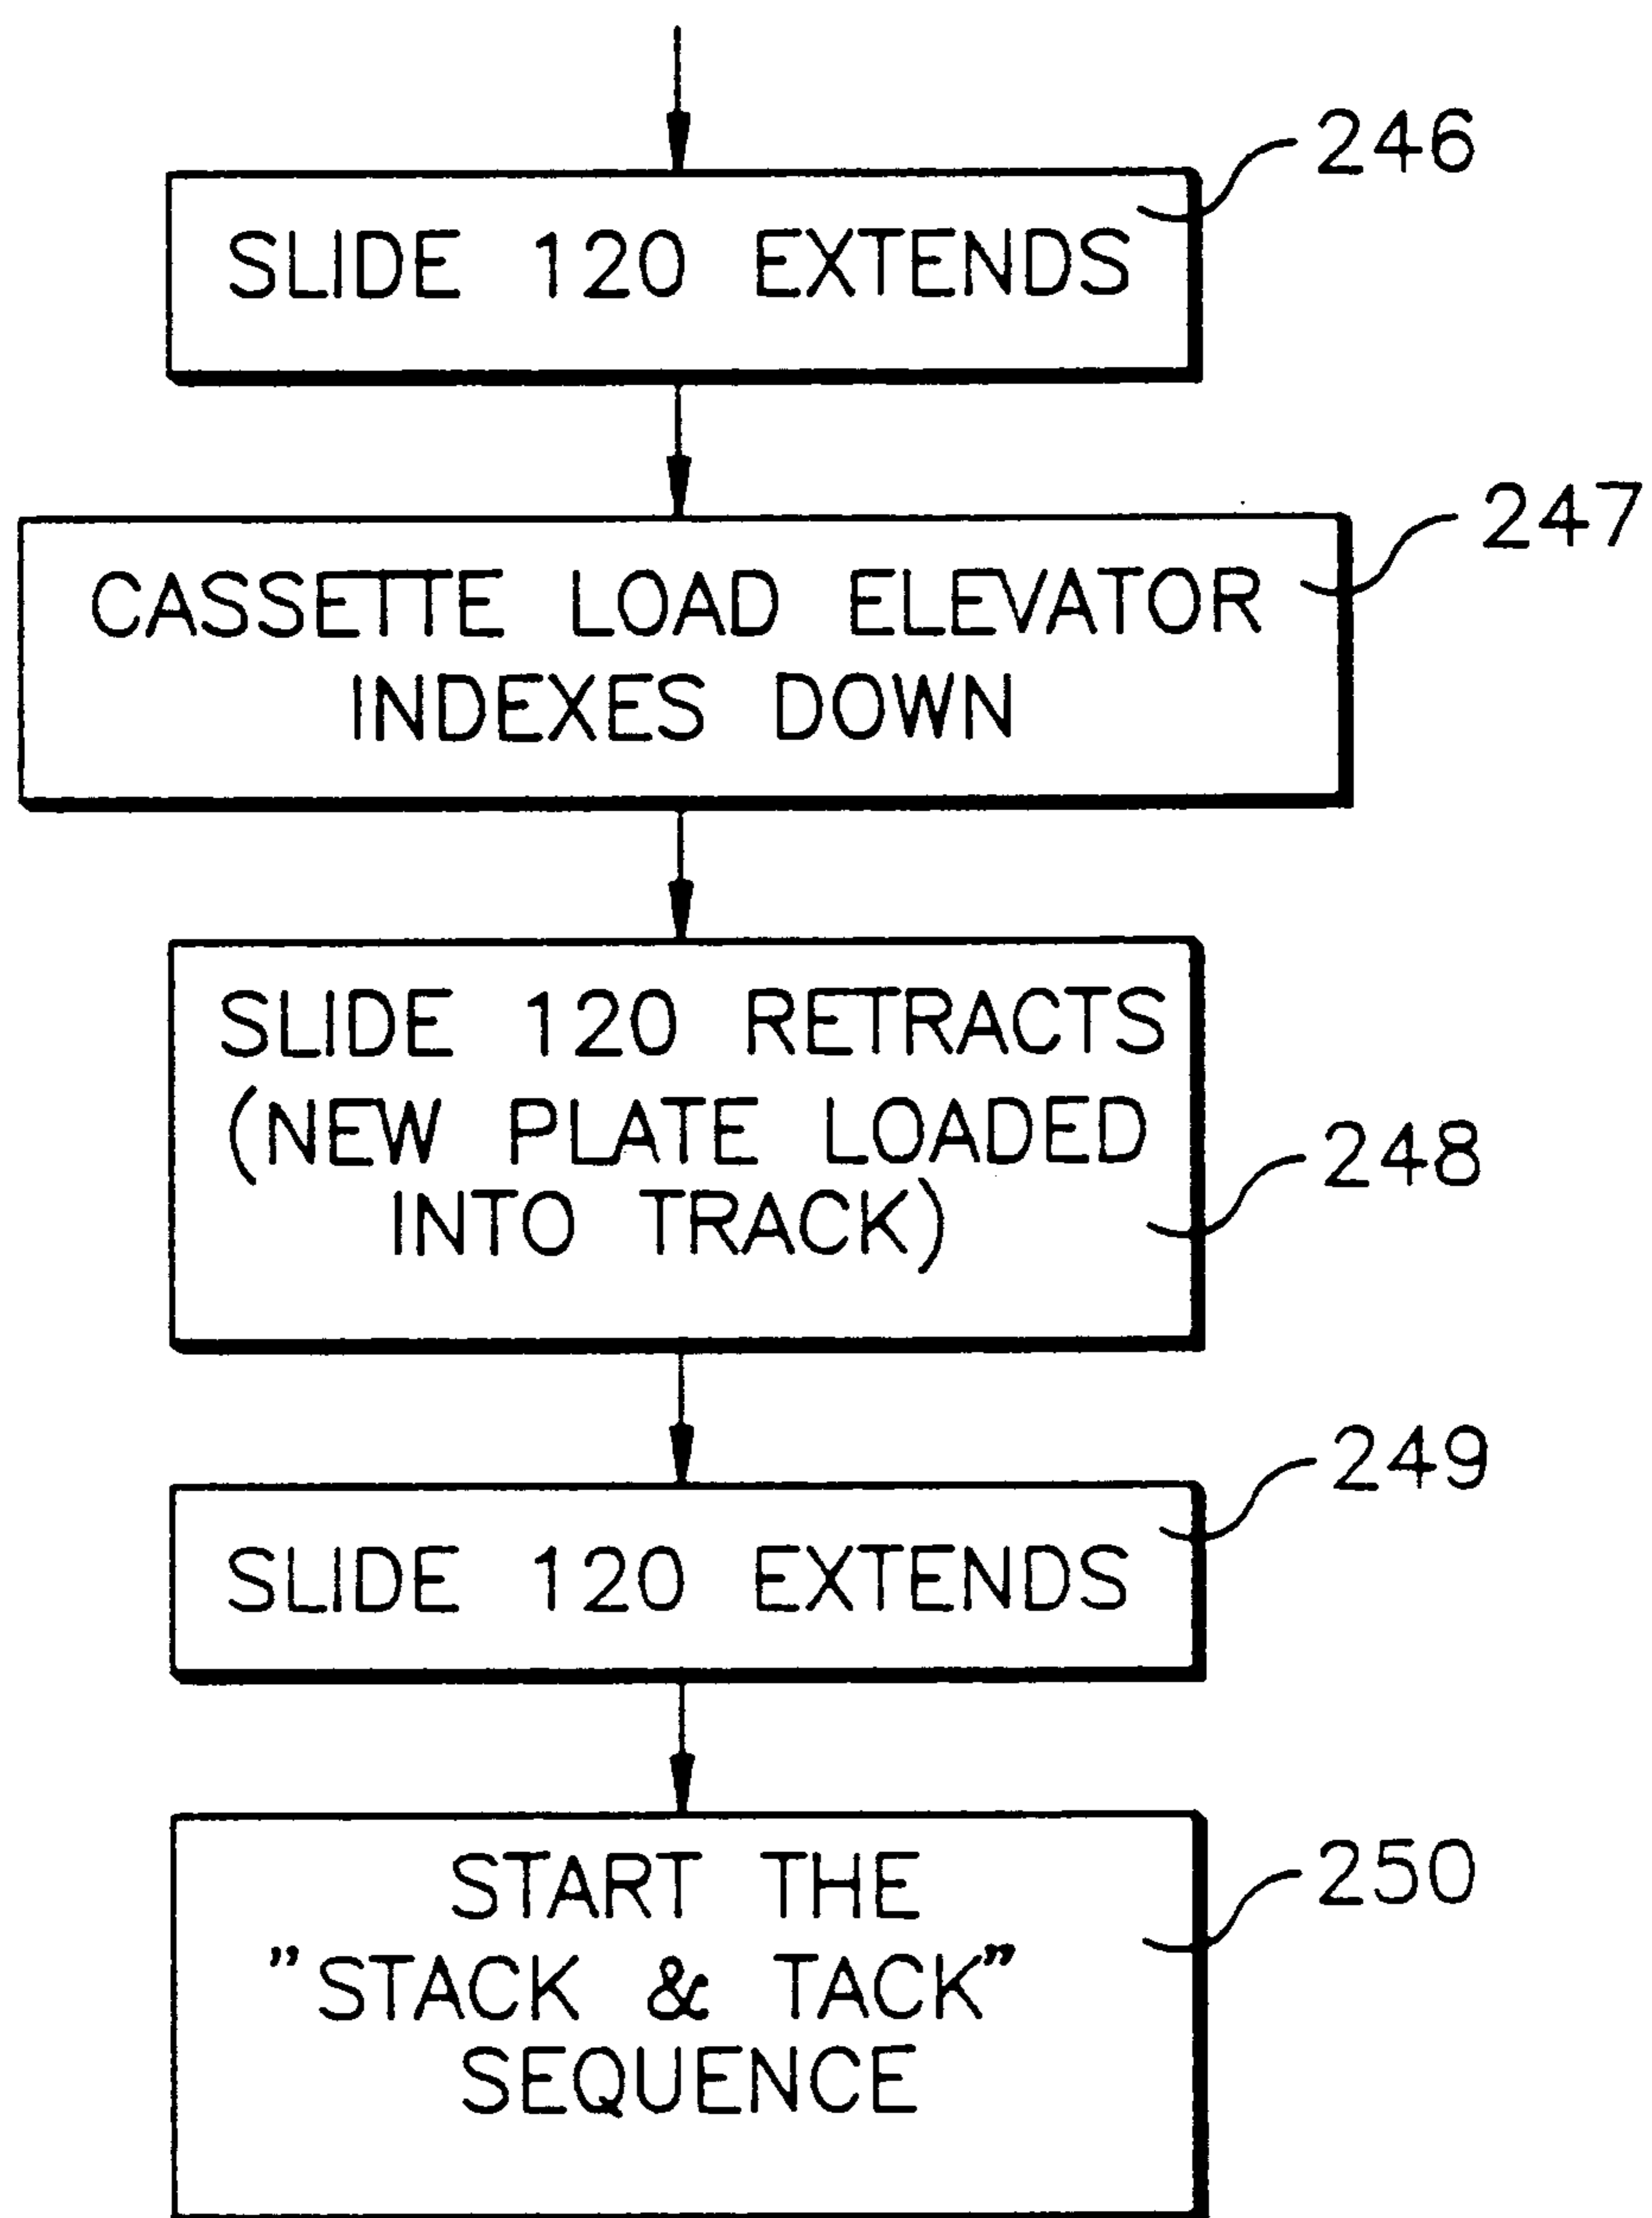 246
SLIDE 120 EXTENDS
247
CASSETTE LOAD ELEVATOR
INDEXES DOWN
SLIDE 120 RETRACTS
(NEW PLATE LOADED
INTO TRACK)
248
249
SLIDE 120 EXTENDS
250
START THE
"STACK & TACK"
SEQUENCE